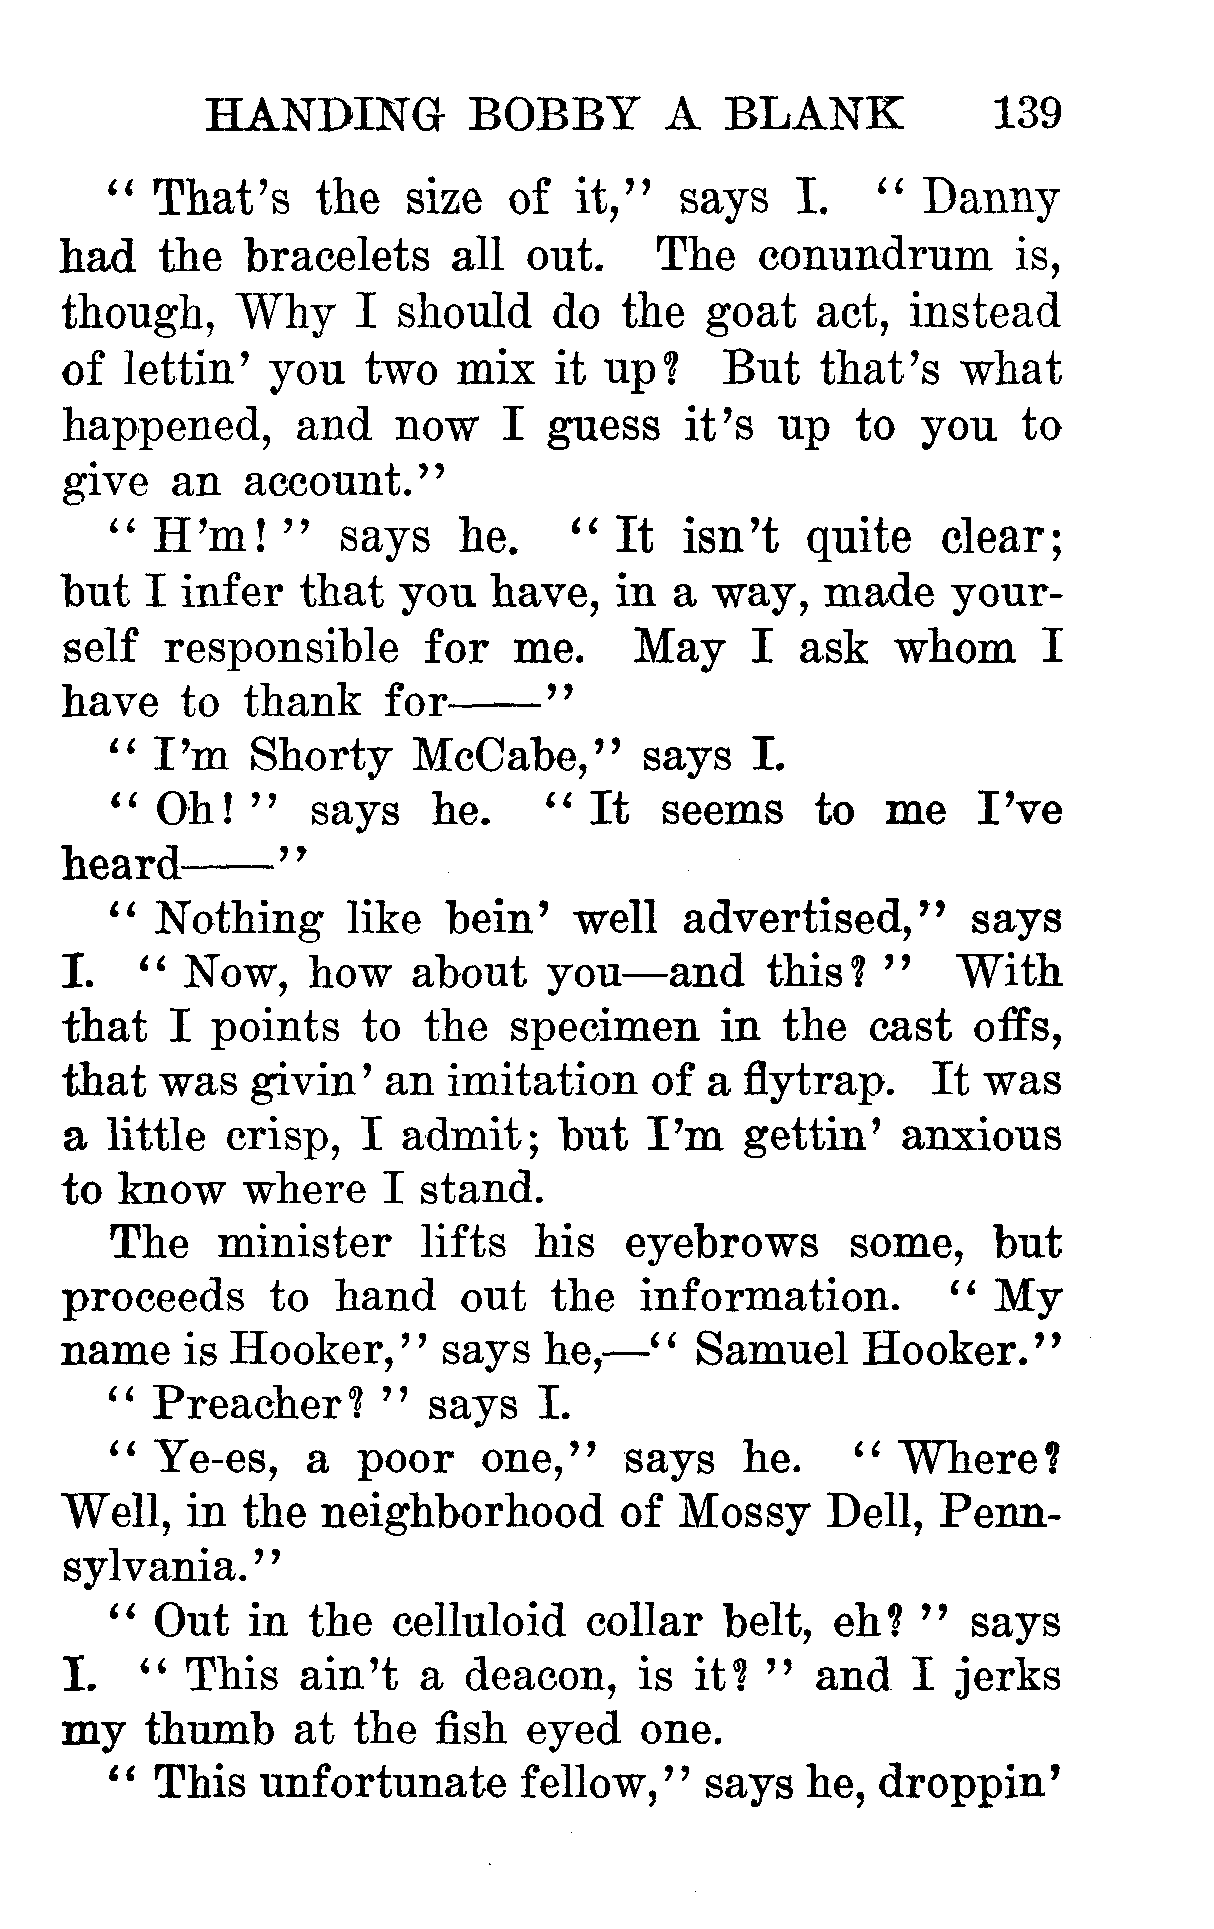 HANDING BOBBY A BLANK 139
“ That’s the size of it,” says I. “ Danny
had the bracelets all out. The conundrum is,
though, Why I should do the goat act, instead
of lettin’ you two mix it up? But that’s what
happened, and now I guess it’s up to you to
give an account.”
“ H’m! ” says he. “ It isn’t quite clear;
but I infer that you have, in a way, made your-
self responsible for me. May I ask whom I
have to thank for——”
“ I’m Shorty McCabe,” says I.
“ Oh! ” says he. “ It seems to me I’ve
heard——”
“ Nothing like bein’ well advertised,” says
I. “ Now, how about you—and this? ” With
that I points to the specimen in the cast offs,
that was givin’ an imitation of a flytrap. It was
a little crisp, I admit; but I’m gettin’ anxious
to know where I stand.
The minister lifts his eyebrows some, but
proceeds to hand out the information. “ My
name is Hooker,” says he,—“ Samuel Hooker.”
“ Preacher? ” says I.
“ Ye-es, a poor one,” says he. “ Where?
Well, in the neighborhood of Mossy Dell, Penn-
sylvania.”
“ Out in the celluloid collar belt, eh? ” says
I. “ This ain’t a deacon, is it? ” and I jerks
my thumb at the fish eyed one.
“ This unfortunate fellow,” says he, droppin’